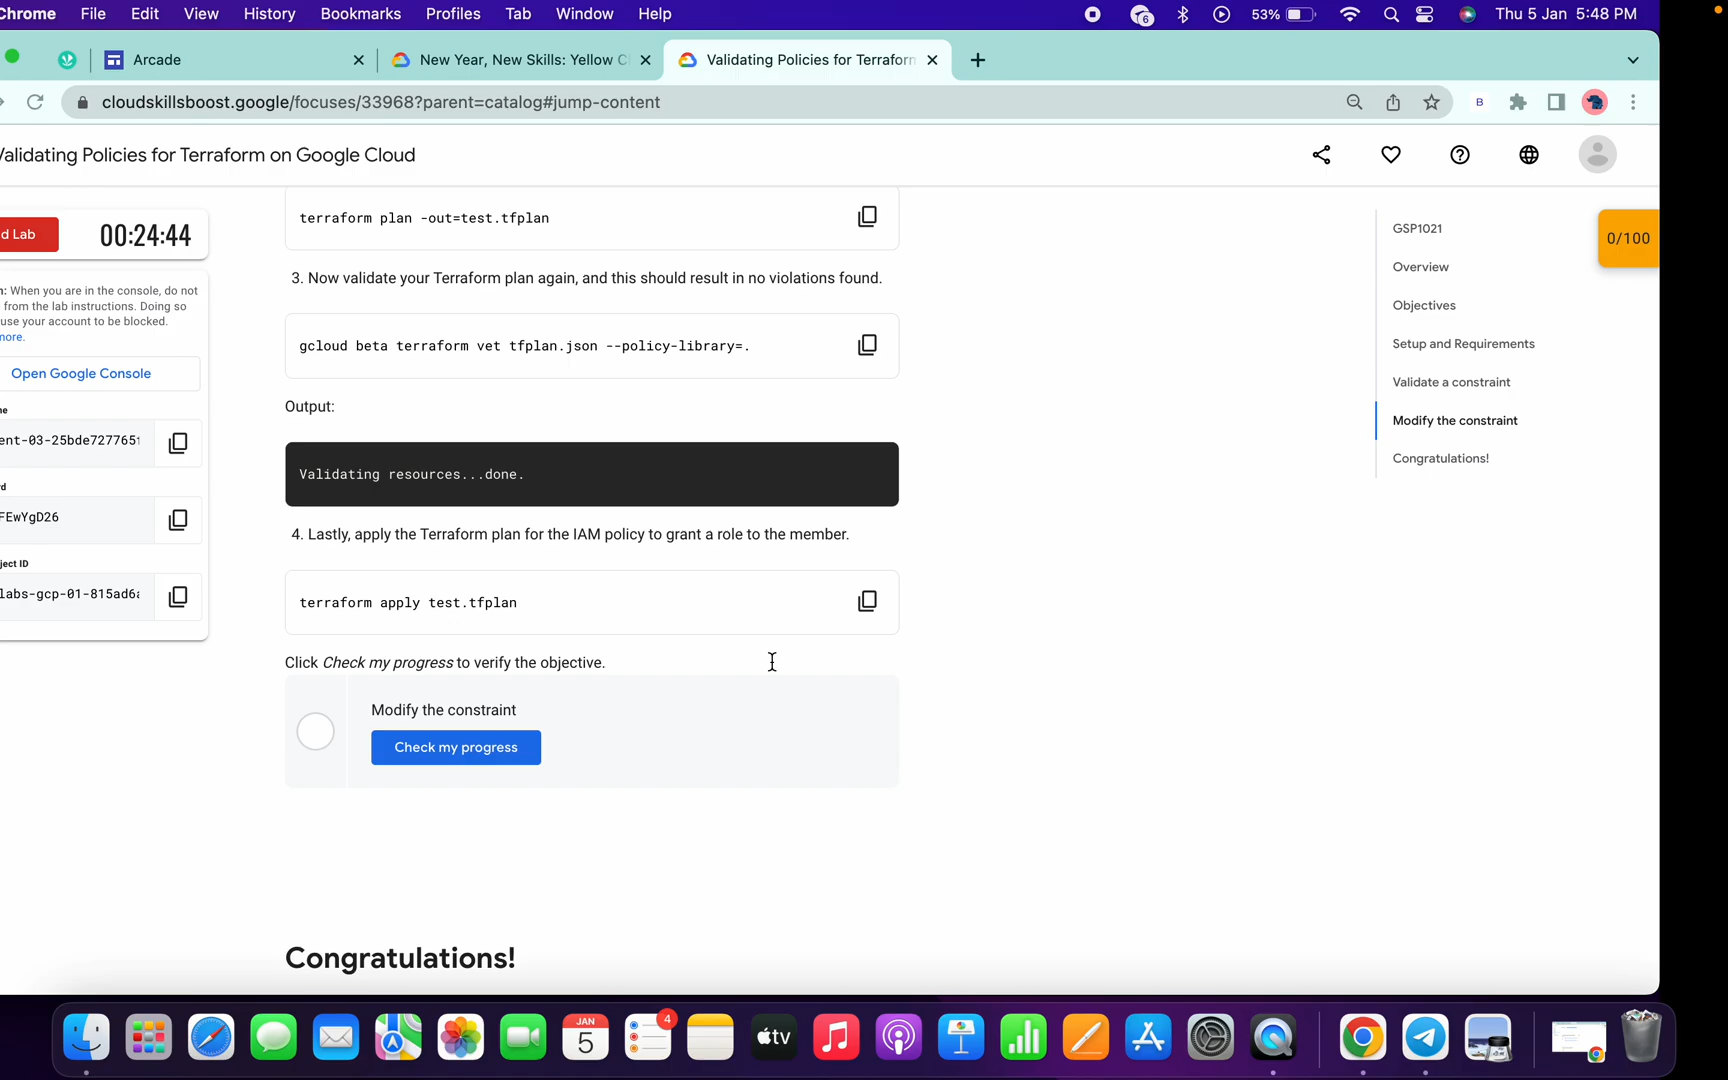 Chrome File Edit View History Bookmarks Profiles Tab Window Help 6 53% Thu 5 Jan 5:48 PM
Arcade New Year, New Skills: Yellow C Validating Policies for Terraform
cloudskillsboost.google/focuses/33968?parent=catalog#jump-content B
Validating Policies for Terraform on Google Cloud
d Lab 00:24:44
n: When you are in the console, do not
from the lab instructions. Doing so
use your account to be blocked.
more.
Open Google Console
ne
ent-03-25bde727765
rd
FEwYgD26
ject ID
labs-gcp-01-815ad6
terraform plan -out=test.tfplan
3. Now validate your Terraform plan again, and this should result in no violations found.
gcloud beta terraform vet tfplan.json --policy-library=.
Output:
Validating resources...done.
4. Lastly, apply the Terraform plan for the IAM policy to grant a role to the member.
terraform apply test.tfplan
Click Check my progress to verify the objective.
Modify the constraint
Check my progress
Congratulations!
GSP1021
Overview
Objectives
Setup and Requirements
Validate a constraint
Modify the constraint
Congratulations!
0/100
JAN
5
4
tv